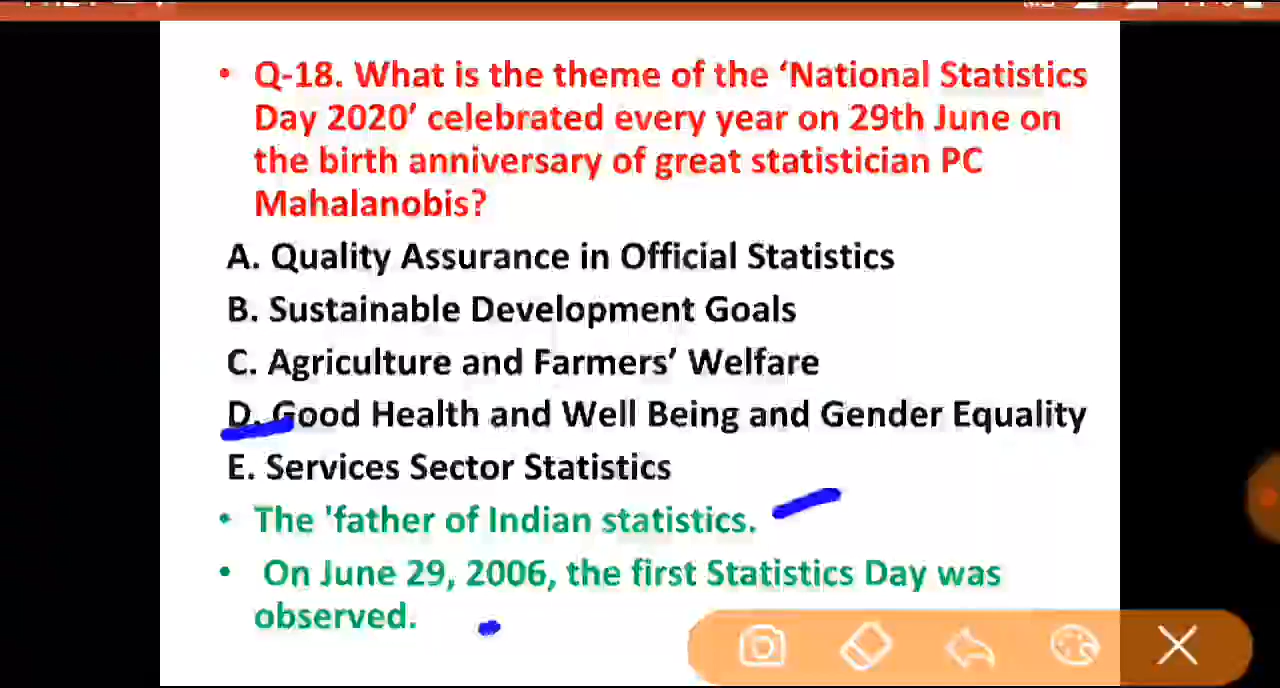 • Q-18. What is the theme of the ‘National Statistics
Day 2020’ celebrated every year on 29th June on
the birth anniversary of great statistician PC
Mahalanobis?
A. Quality Assurance in Official Statistics
B. Sustainable Development Goals
C. Agriculture and Farmers’ Welfare
D. Good Health and Well Being and Gender Equality
E. Services Sector Statistics
• The 'father of Indian statistics.
• On June 29, 2006, the first Statistics Day was
observed.